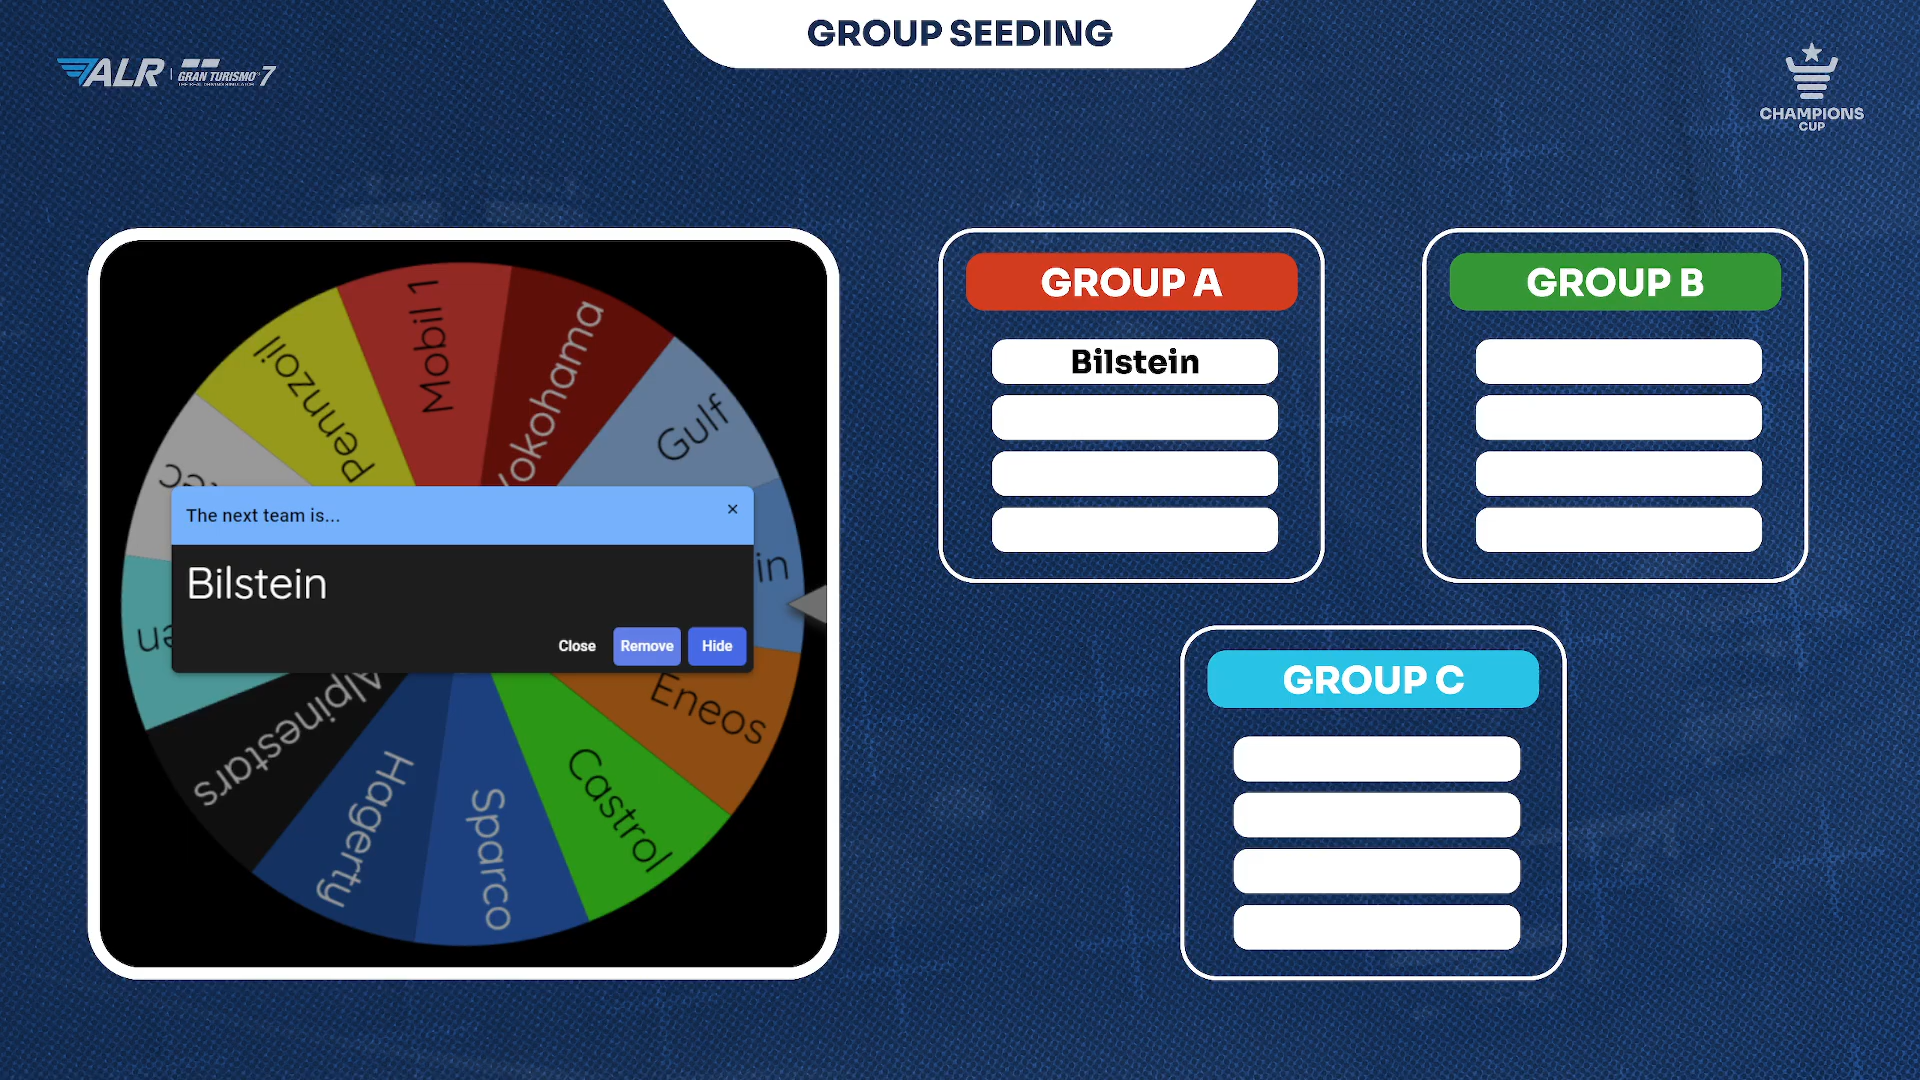 GROUP SEEDING
ALR
GRAN TURISMO 7
CHAMPIONS
CUP
Mobil 1
Yokohama
Pennzoil
Gulf
The next team is...
×
Bilstein
Close
Remove
Hide
Eneos
Alpinestars
Castrol
Hagerty
Sparco
GROUP A
Bilstein
GROUP B
GROUP C